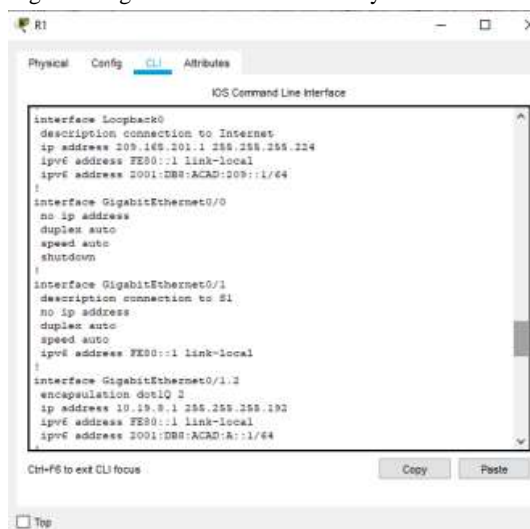 R1
Physical Config CLI Attributes
IOS Command Line Interface
interface Loopback0
description connection to Internet
ip address 209.165.201.1 255.255.255.224
ipv6 address FE80::1 link-local
ipv6 address 2001:DB8:ACAD:209::1/64
!
interface GigabitEthernet0/0
no ip address
duplex auto
speed auto
shutdown
!
interface GigabitEthernet0/1
description connection to S1
no ip address
duplex auto
speed auto
ipv6 address FE80::1 link-local
!
interface GigabitEthernet0/1.2
encapsulation dot1Q 2
ip address 10.19.8.1 255.255.255.192
ipv6 address FE80::1 link-local
ipv6 address 2001:DB8:ACAD:A::1/64
Ctrl+F6 to exit CLI focus
Copy Paste
Top